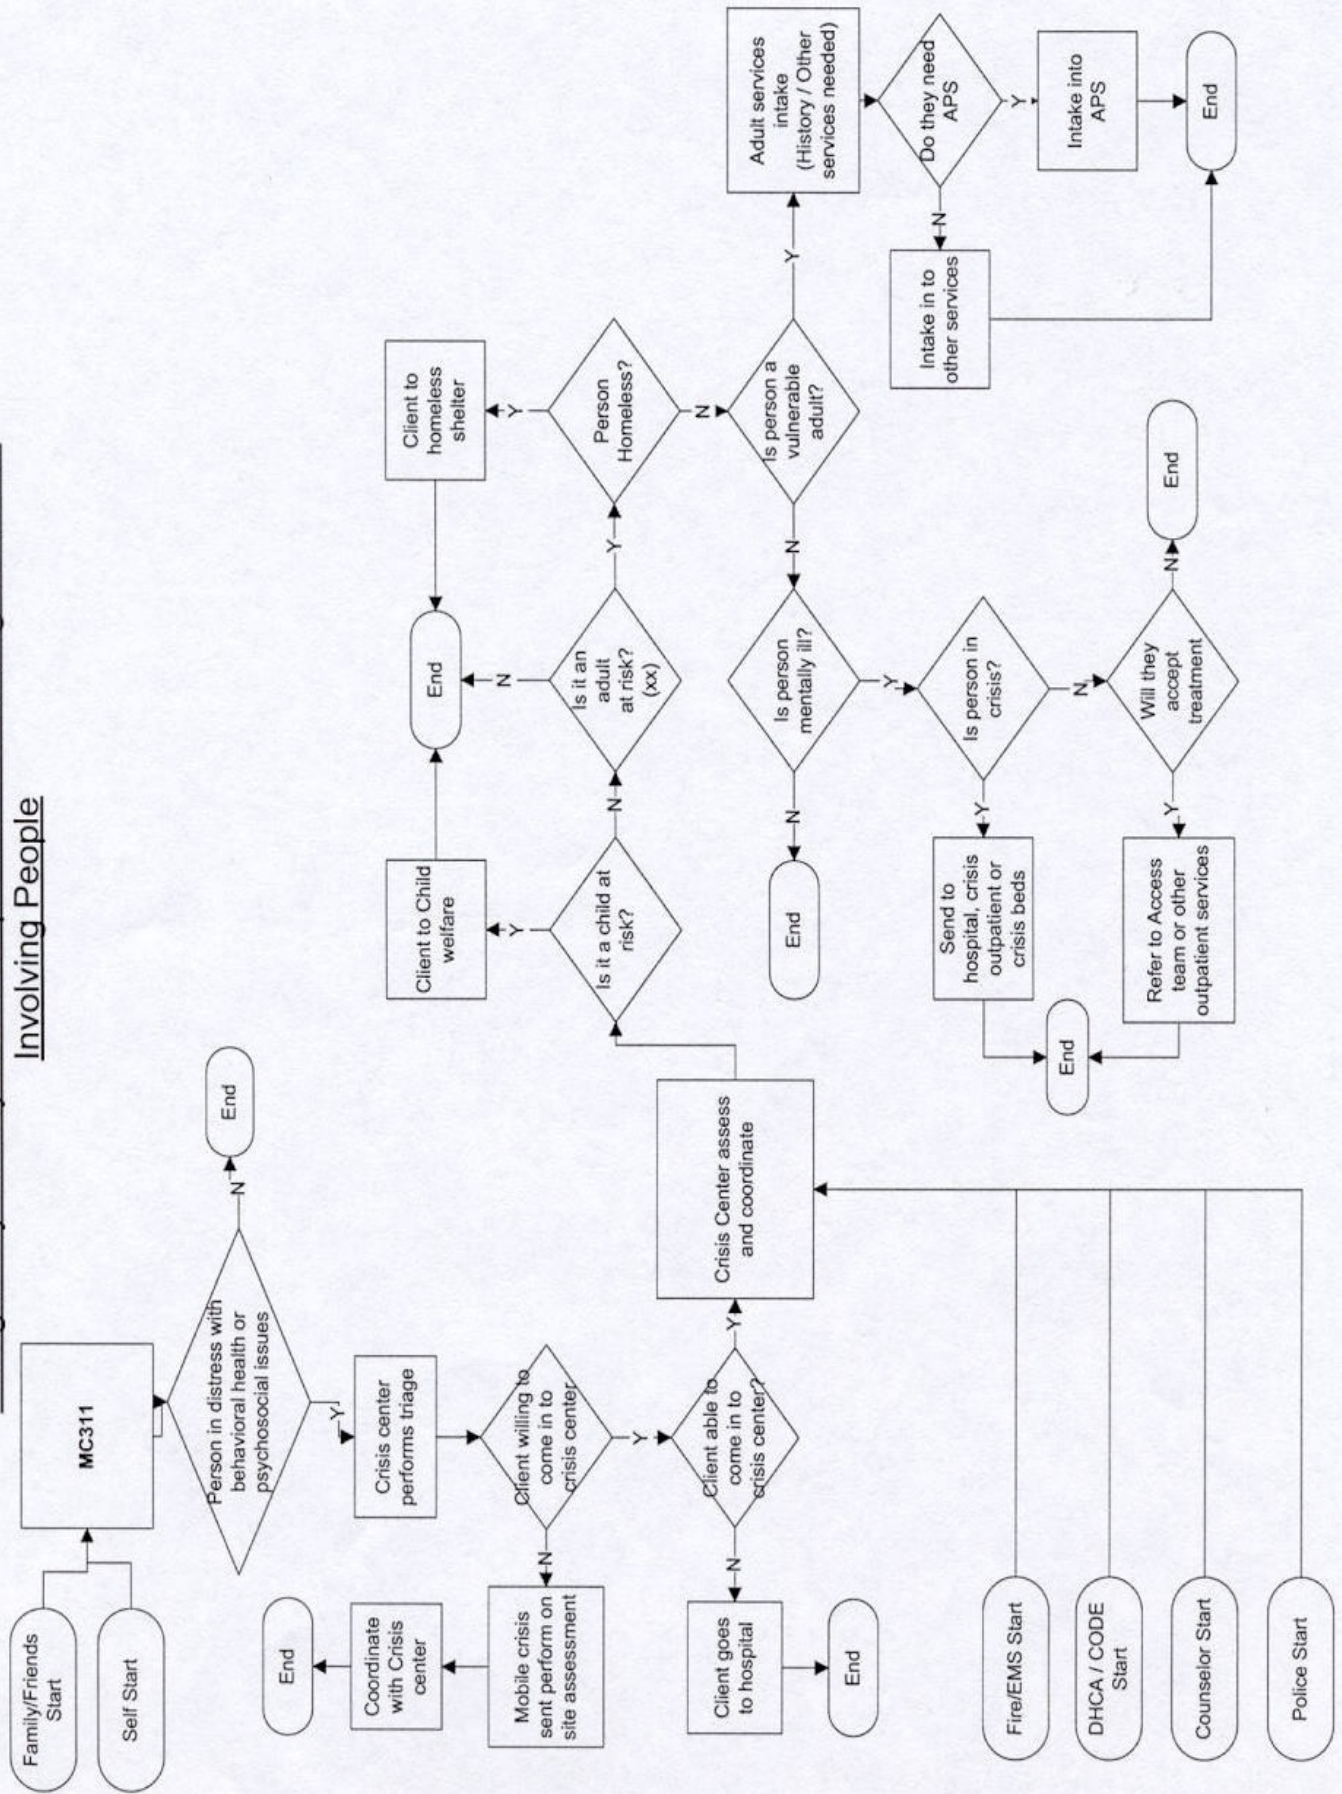 Involving People
Family/Friends
Start
Self Start
MC311
Person in distress with
behavioral health or
psychosocial issues
N
End
Y
Crisis center
performs triage
Client willing to
come in to
crisis center
N
Mobile crisis
sent perform on
site assessment
Coordinate
with Crisis
center
End
Y
Client able to
come in to
crisis center?
N
Client goes
to hospital
End
Y
Crisis Center assess
and coordinate
Fire/EMS Start
DHCA / CODE
Start
Counselor Start
Police Start
Is it a child at
risk?
Y
Client to Child
welfare
End
N
Is it an
adult
at risk?
(xx)
N
Y
Person
Homeless?
Y
Client to
homeless
shelter
N
Is person a
vulnerable
adult?
Y
Adult services
intake
(History / Other
services needed)
Do they need
APS
N
Intake in to
other services
Y
Intake into
APS
End
N
Is person
mentally ill?
N
End
Y
Is person in
crisis?
Y
Send to
hospital, crisis
outpatient or
crisis beds
End
N
Will they
accept
treatment
N
End
Y
Refer to Access
team or other
outpatient services